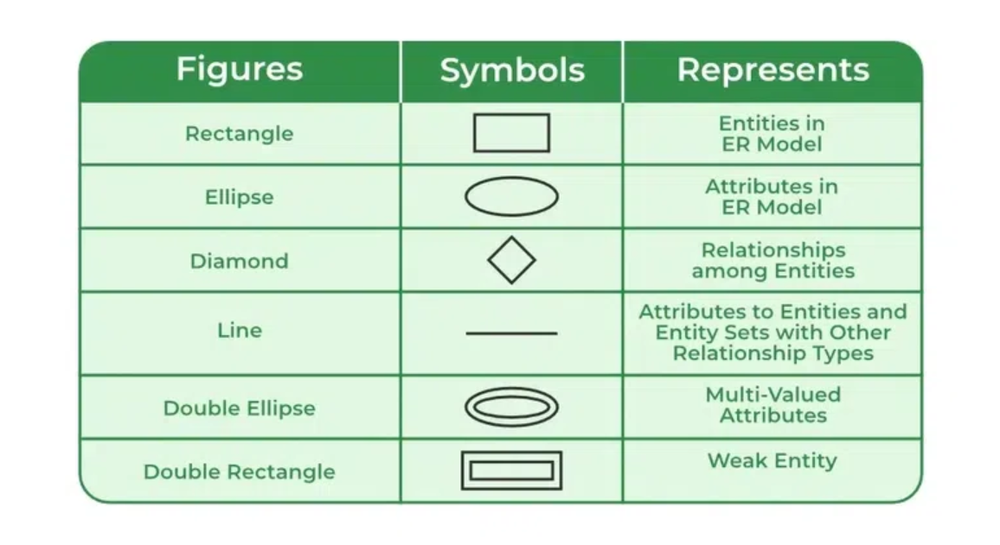 Figures
Symbols
Represents
Rectangle
Entities in
ER Model
Ellipse
Attributes in
ER Model
Diamond
Relationships
among Entities
Line
Attributes to Entities and
Entity Sets with Other
Relationship Types
Double Ellipse
Multi-Valued
Attributes
Double Rectangle
Weak Entity